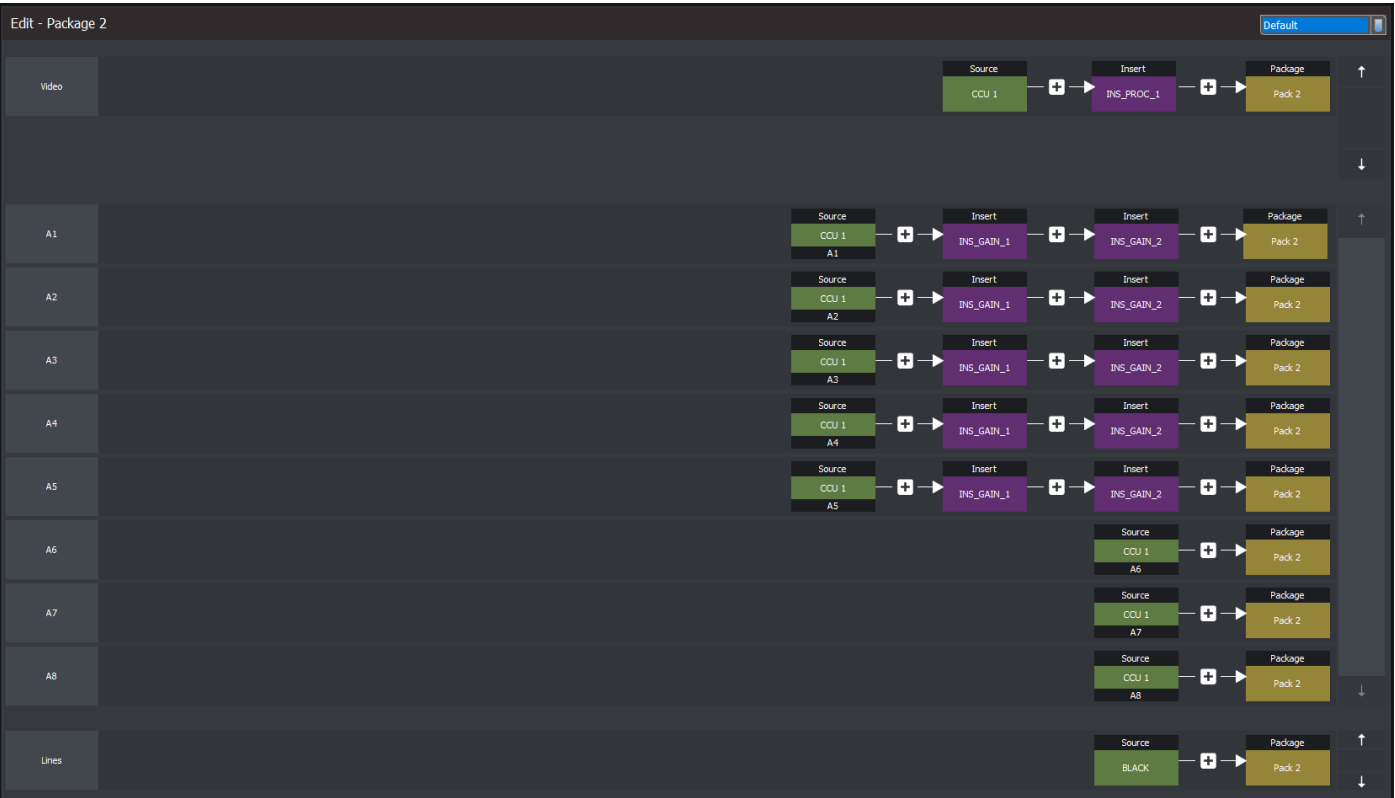 Edit - Package 2
Default
Source Insert Package
Video CCU 1 INS_PROC_1 Pack 2
Source Insert Insert Package
A1 CCU 1 INS_GAIN_1 INS_GAIN_2 Pack 2
A1
Source Insert Insert Package
A2 CCU 1 INS_GAIN_1 INS_GAIN_2 Pack 2
A2
Source Insert Insert Package
A3 CCU 1 INS_GAIN_1 INS_GAIN_2 Pack 2
A3
Source Insert Insert Package
A4 CCU 1 INS_GAIN_1 INS_GAIN_2 Pack 2
A4
Source Insert Insert Package
A5 CCU 1 INS_GAIN_1 INS_GAIN_2 Pack 2
A5
Source Package
A6 CCU 1 Pack 2
A6
Source Package
A7 CCU 1 Pack 2
A7
Source Package
A8 CCU 1 Pack 2
A8
Source Package
Lines BLACK Pack 2